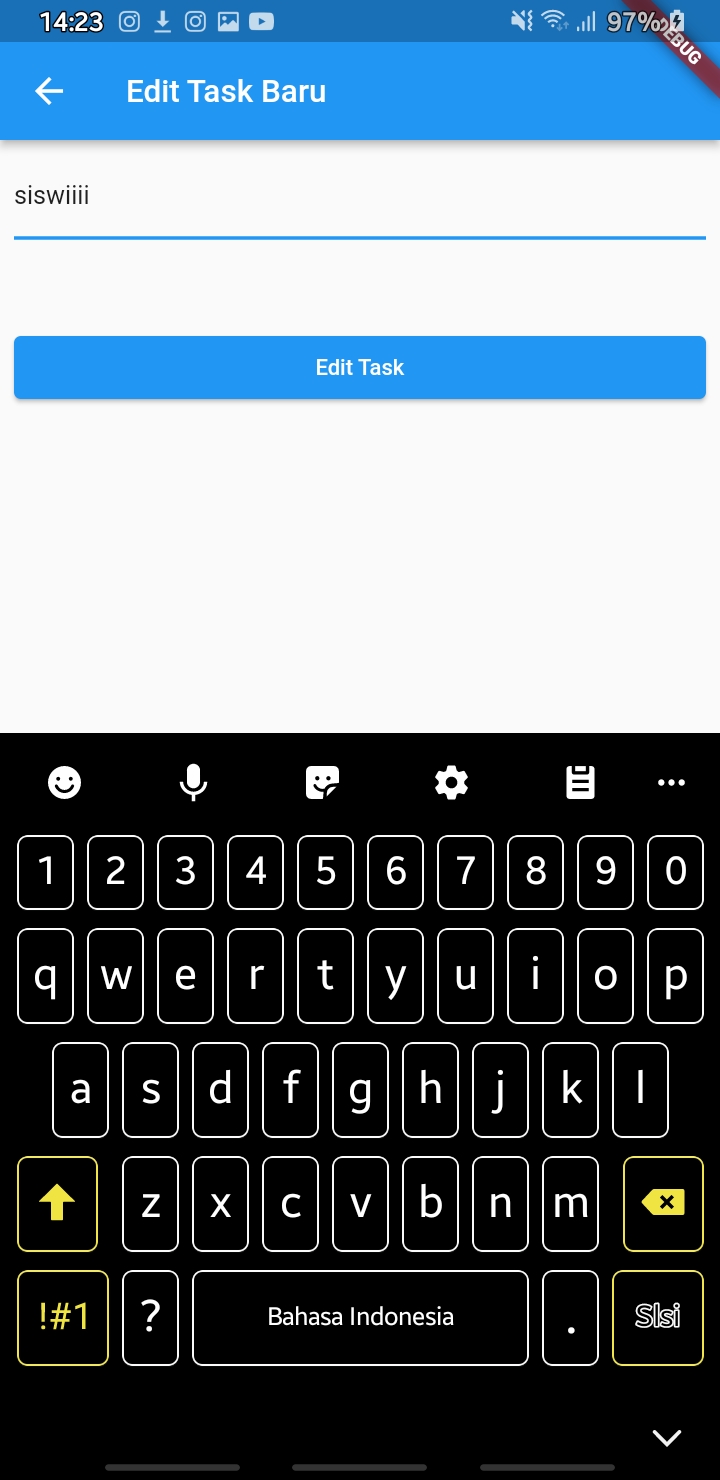 14:23 97%
DEBUG
Edit Task Baru
siswiiii
Edit Task
1 2 3 4 5 6 7 8 9 0
q w e r t y u i o p
a s d f g h j k l
z x c v b n m
!#1 ? Bahasa Indonesia . Slsi